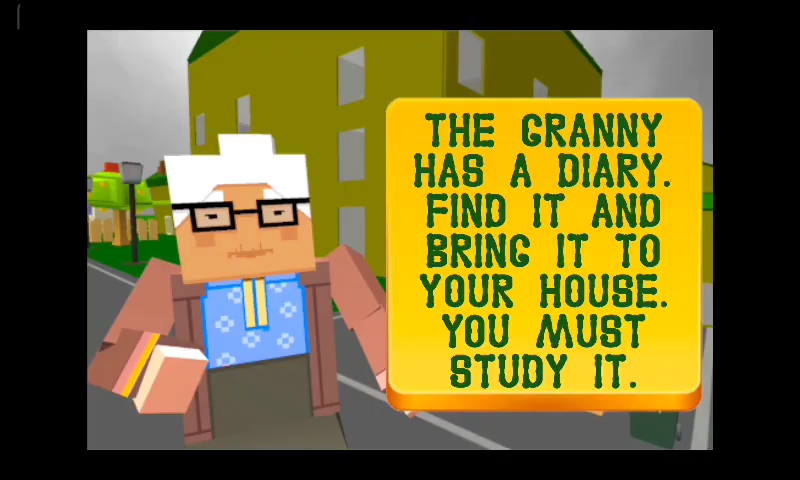 THE GRANNY
HAS A DIARY.
FIND IT AND
BRING IT TO
YOUR HOUSE.
YOU MUST
STUDY IT.